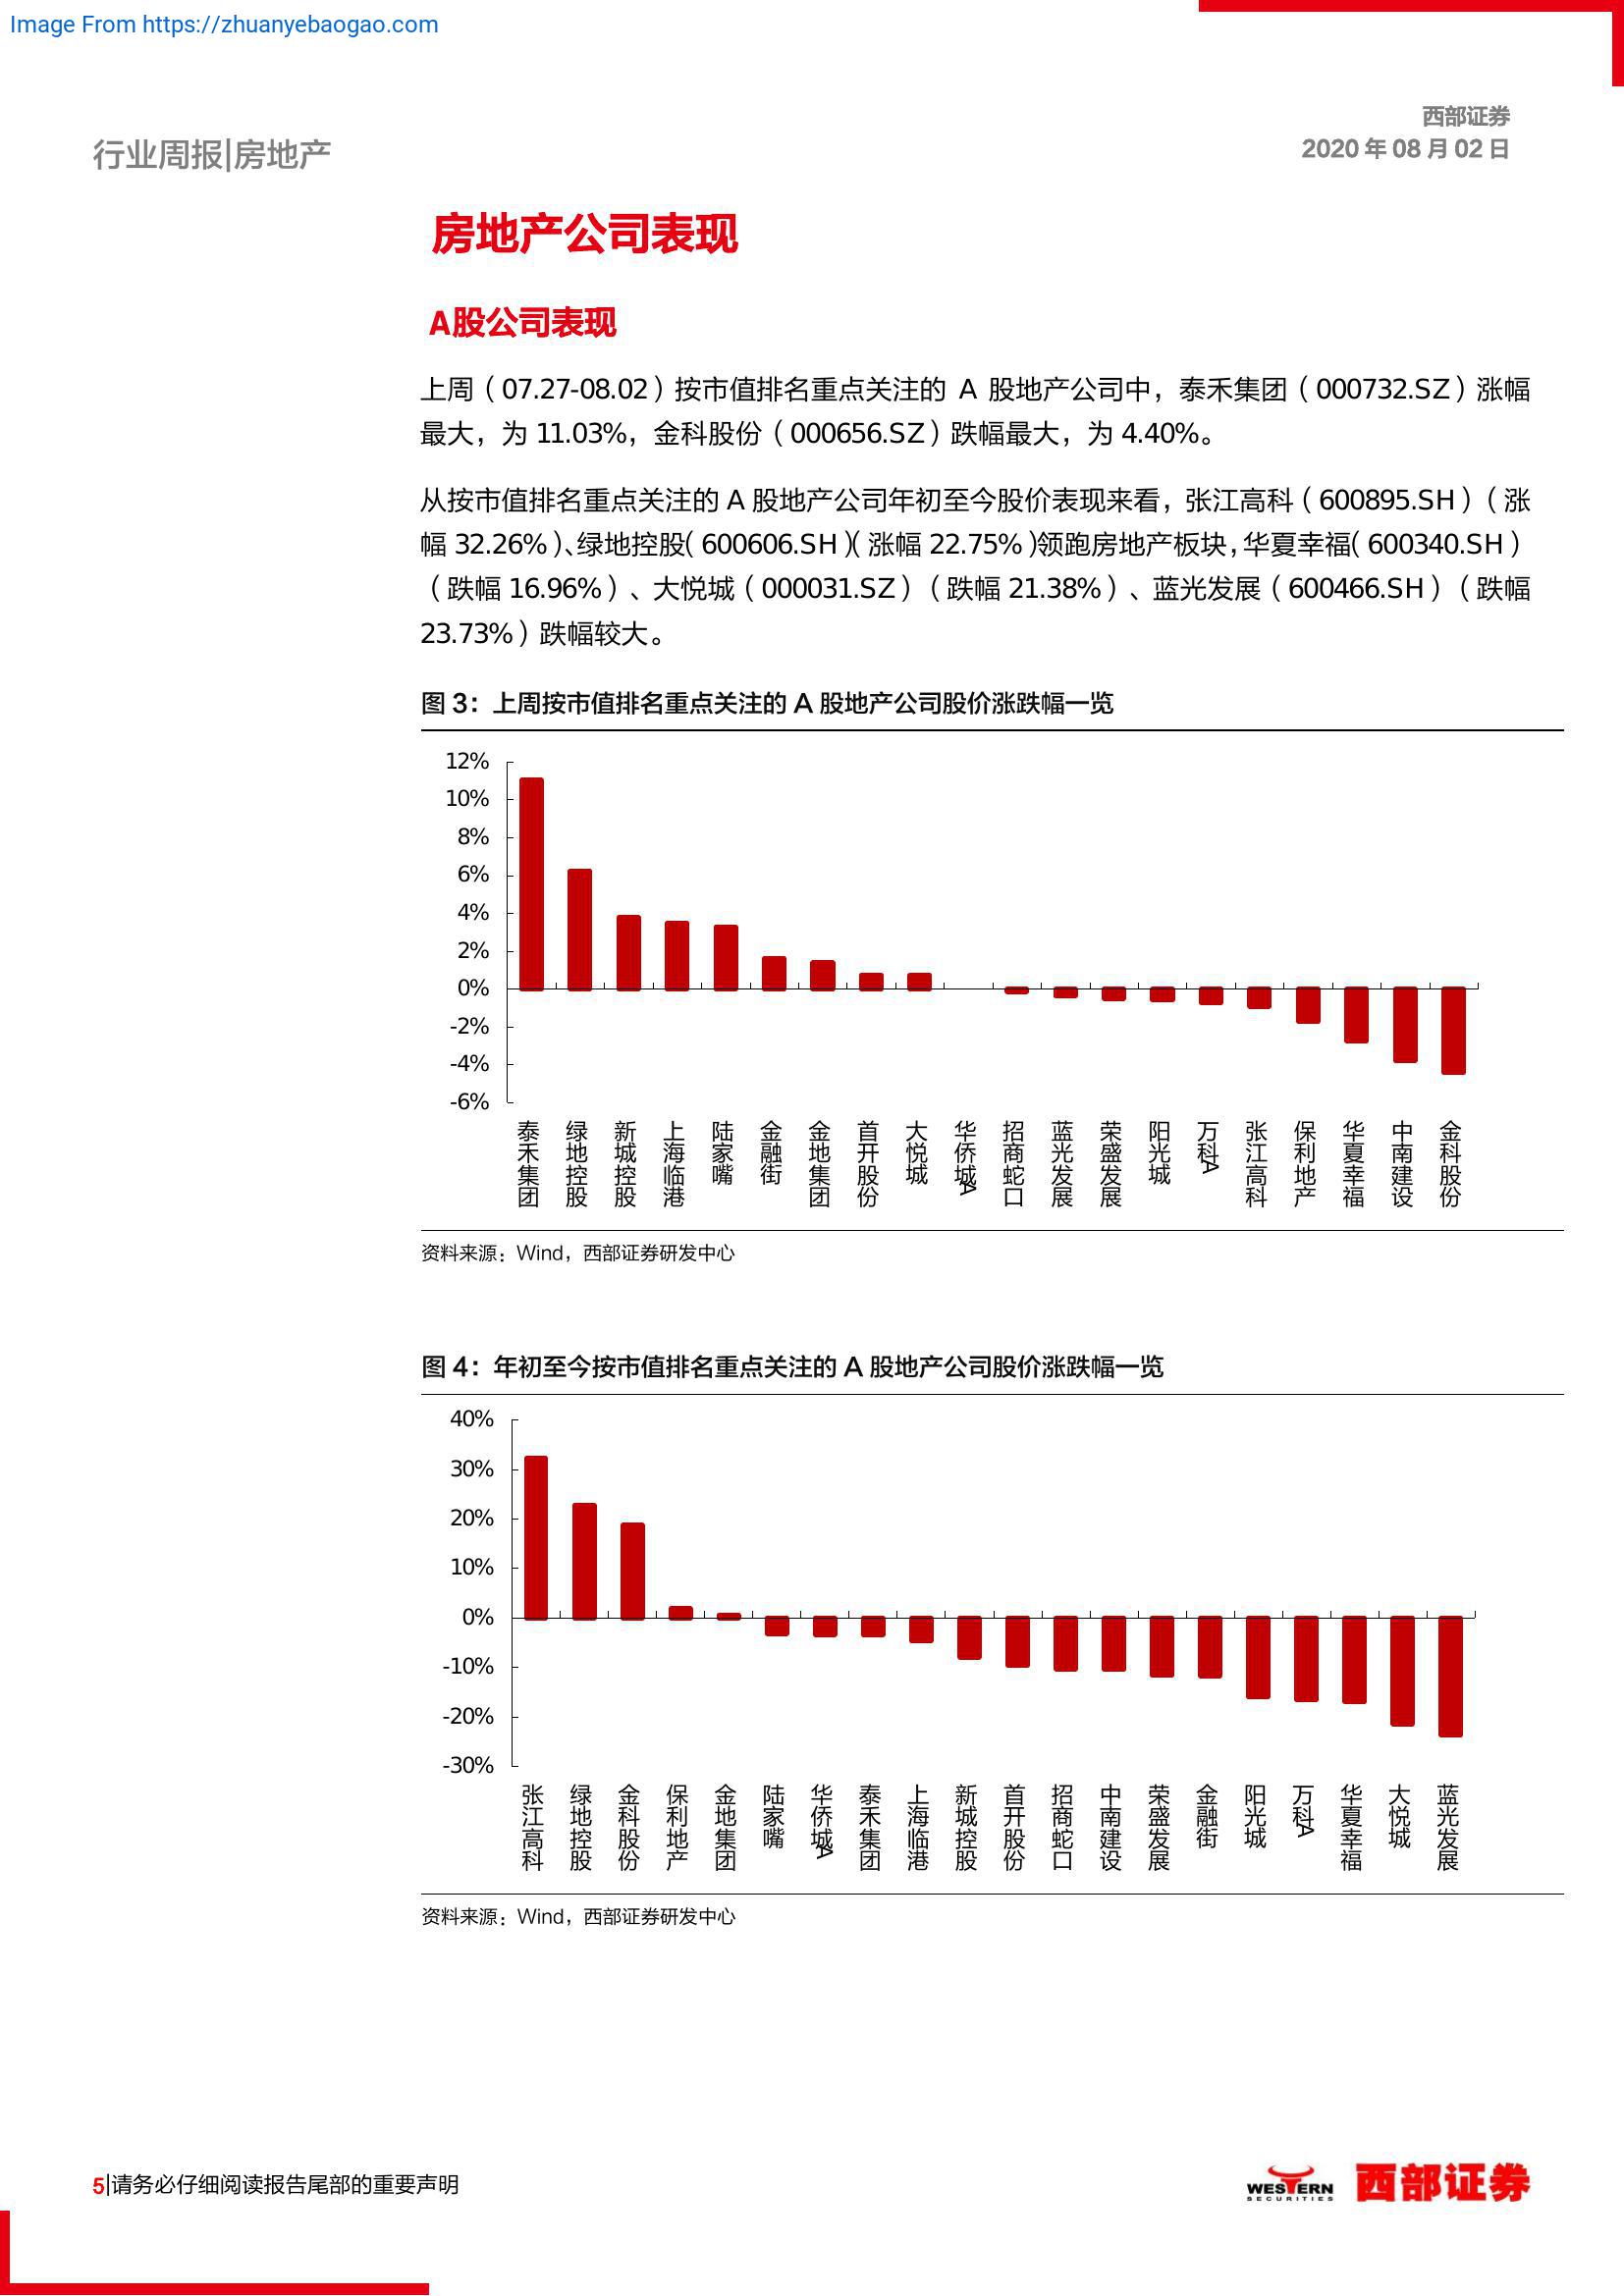 Image From https://zhuanyebaogao.com
西部证券
行业周报|房地产
2020 年 08 月 02 日
房地产公司表现
A股公司表现
上周（07.27-08.02）按市值排名重点关注的 A 股地产公司中，泰禾集团（000732.SZ）涨幅
最大，为 11.03%，金科股份（000656.SZ）跌幅最大，为 4.40%。
从按市值排名重点关注的 A 股地产公司年初至今股价表现来看，张江高科（600895.SH）（涨
幅 32.26%）、绿地控股（600606.SH）（涨幅 22.75%）领跑房地产板块，华夏幸福（600340.SH）
（跌幅 16.96%）、大悦城（000031.SZ）（跌幅 21.38%）、蓝光发展（600466.SH）（跌幅
23.73%）跌幅较大。
图 3：上周按市值排名重点关注的 A 股地产公司股价涨跌幅一览
12%
10%
8%
6%
4%
2%
0%
-2%
-4%
-6%
泰禾集团
绿地控股
新城控股
上海临港
陆家嘴
金融街
金地集团
首开股份
大悦城
华侨城A
招商蛇口
蓝光发展
荣盛发展
阳光城
万科A
张江高科
保利地产
华夏幸福
中南建设
金科股份
资料来源：Wind，西部证券研发中心
图 4：年初至今按市值排名重点关注的 A 股地产公司股价涨跌幅一览
40%
30%
20%
10%
0%
-10%
-20%
-30%
张江高科
绿地控股
金科股份
保利地产
金地集团
陆家嘴
华侨城A
泰禾集团
上海临港
新城控股
首开股份
招商蛇口
中南建设
荣盛发展
金融街
阳光城
万科A
华夏幸福
大悦城
蓝光发展
资料来源：Wind，西部证券研发中心
5|请务必仔细阅读报告尾部的重要声明
WESTERN
SECURITIES
西部证券